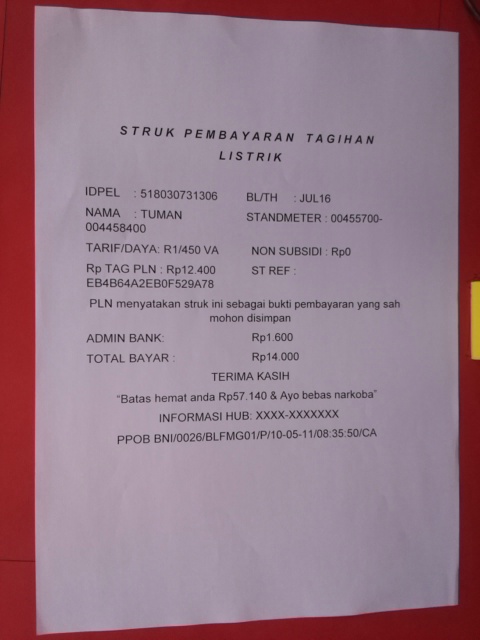 STRUK PEMBAYARAN TAGIHAN
LISTRIK
IDPEL : 518030731306 BL/TH : JUL16
NAMA : TUMAN STANDMETER : 00455700-
004458400
TARIF/DAYA: R1/450 VA NON SUBSIDI : Rp0
Rp TAG PLN : Rp12.400 ST REF :
EB4B64A2EB0F529A78
PLN menyatakan struk ini sebagai bukti pembayaran yang sah
mohon disimpan
ADMIN BANK: Rp1.600
TOTAL BAYAR : Rp14.000
TERIMA KASIH
“Batas hemat anda Rp57.140 & Ayo bebas narkoba”
INFORMASI HUB: XXXX-XXXXXXX
PPOB BNI/0026/BLFMG01/P/10-05-11/08:35:50/CA